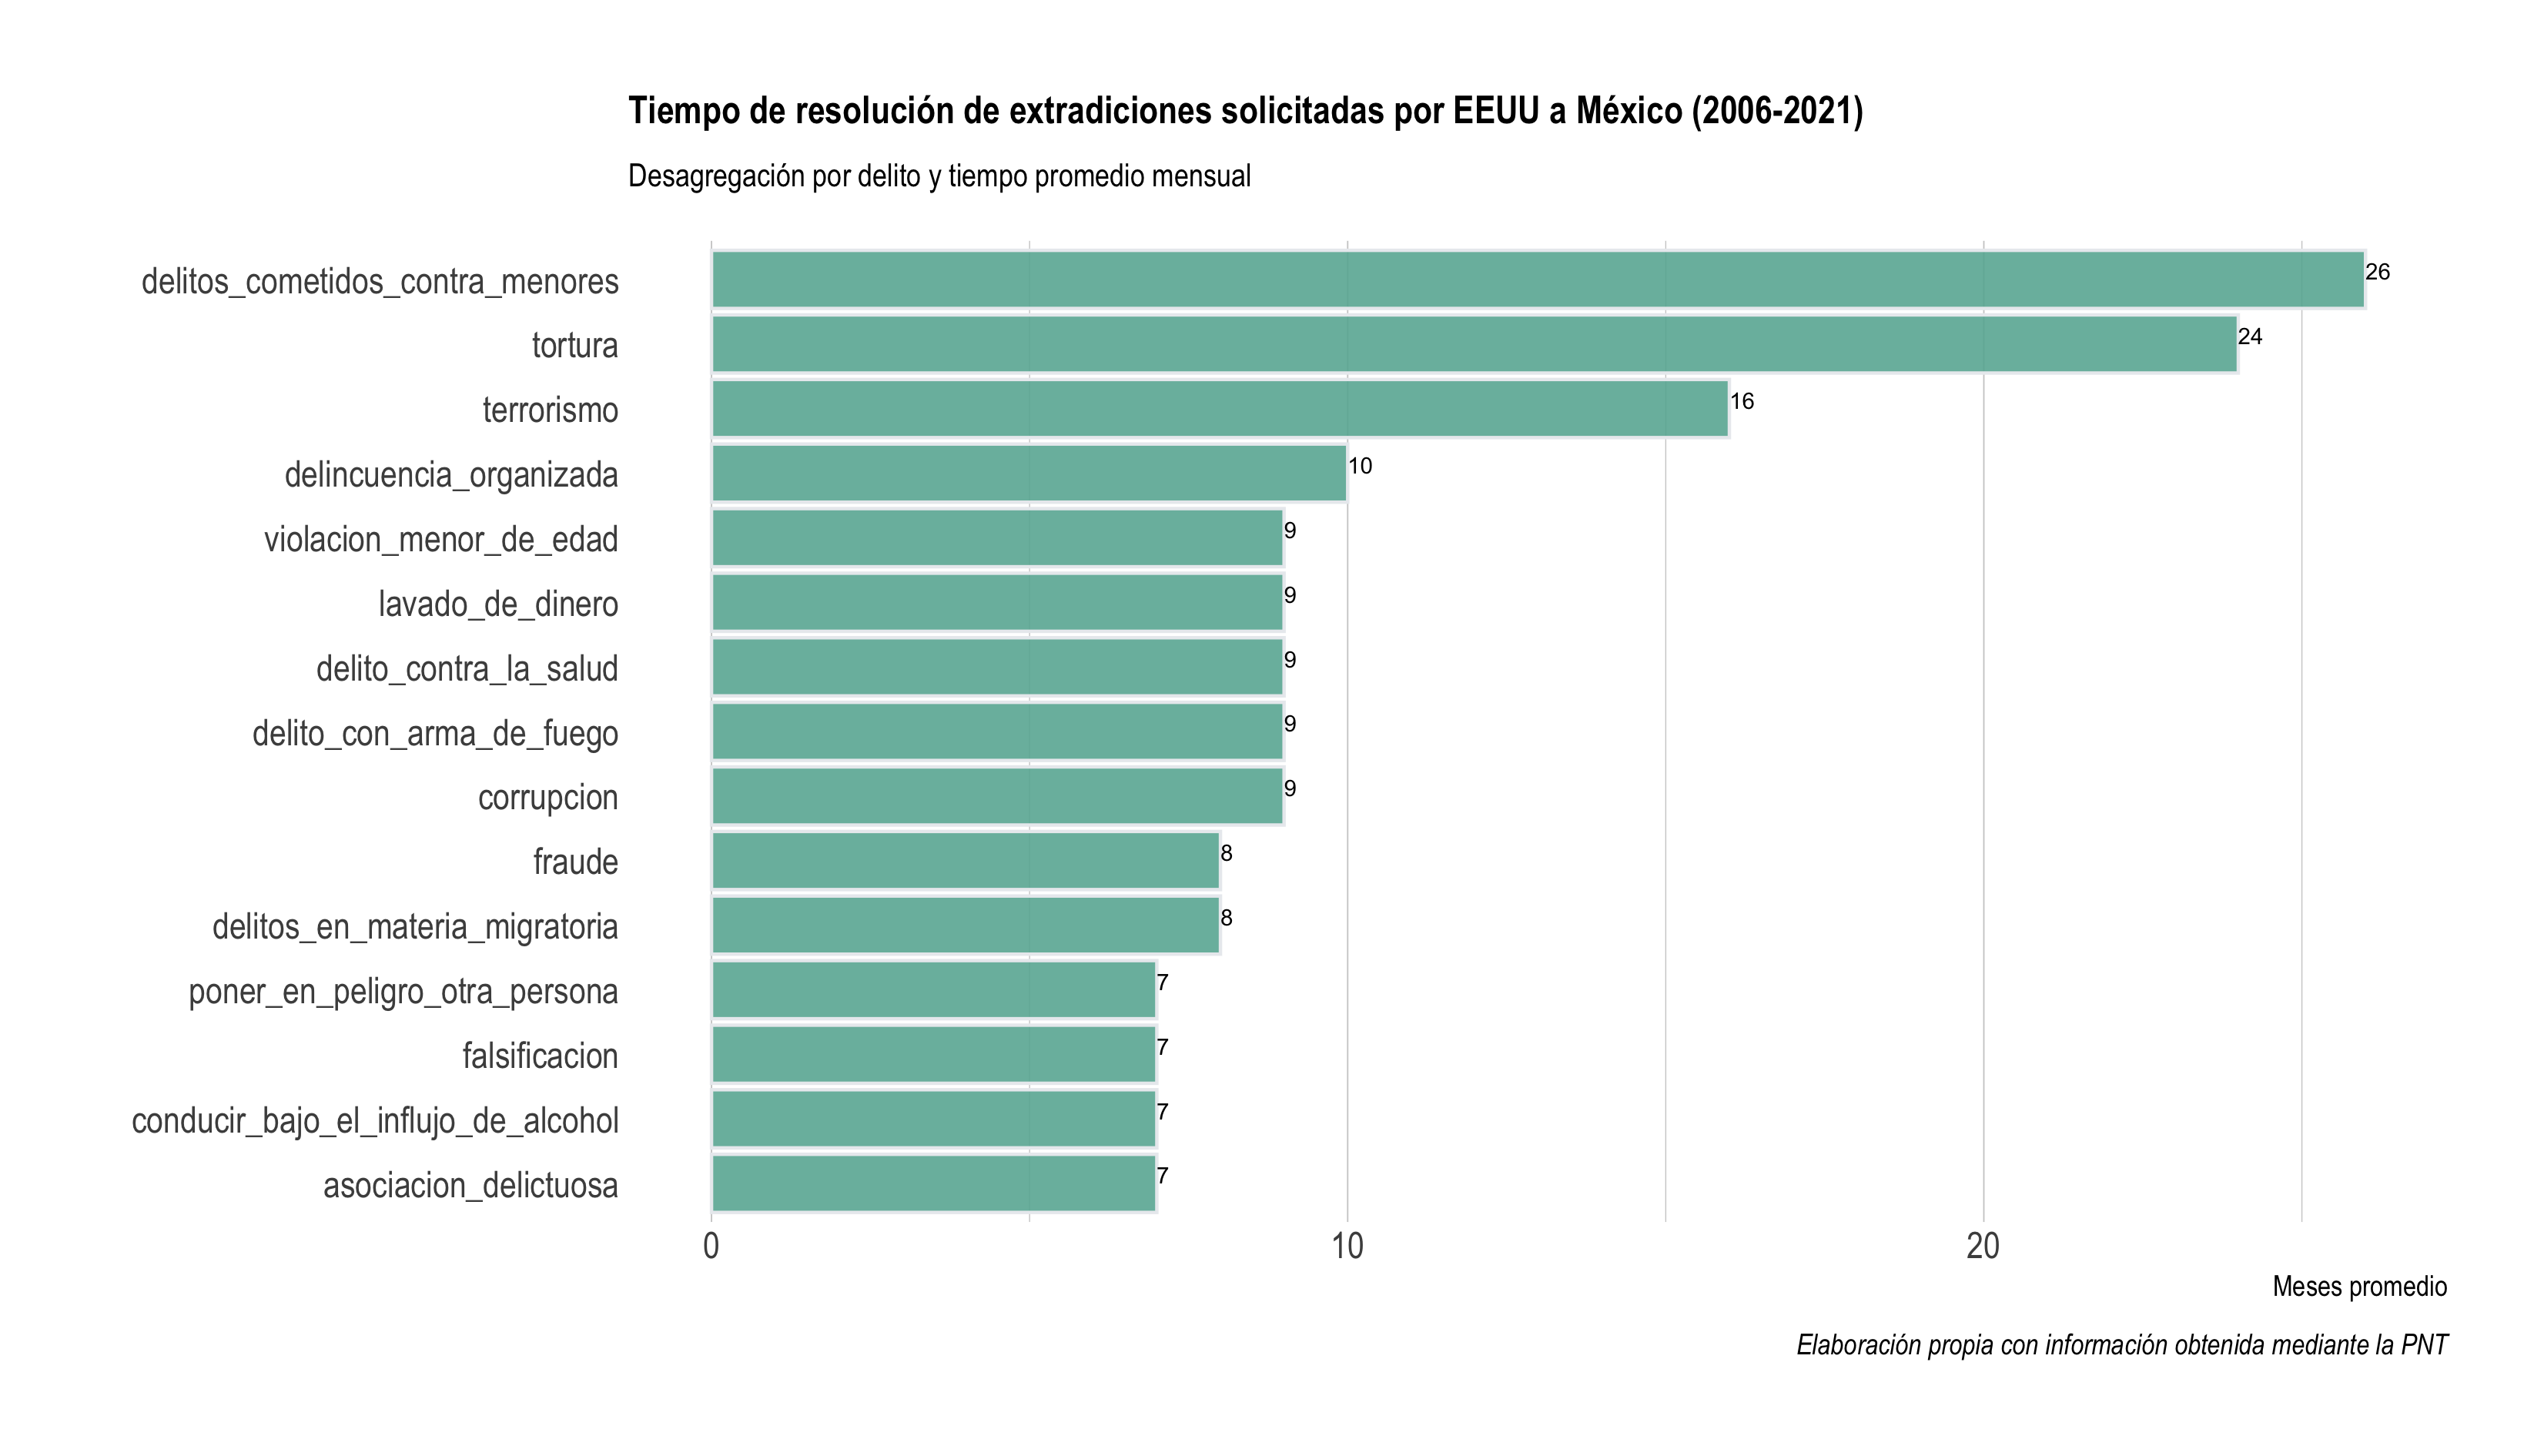 Tiempo de resolución de extradiciones solicitadas por EEUU a México (2006-2021)
Desagregación por delito y tiempo promedio mensual
delitos_cometidos_contra_menores 26
tortura 24
terrorismo 16
delincuencia_organizada 10
violacion_menor_de_edad 9
lavado_de_dinero 9
delito_contra_la_salud 9
delito_con_arma_de_fuego 9
corrupcion 9
fraude 8
delitos_en_materia_migratoria 8
poner_en_peligro_otra_persona 7
falsificacion 7
conducir_bajo_el_influjo_de_alcohol 7
asociacion_delictuosa 7
0 10 20
Meses promedio
Elaboración propia con información obtenida mediante la PNT